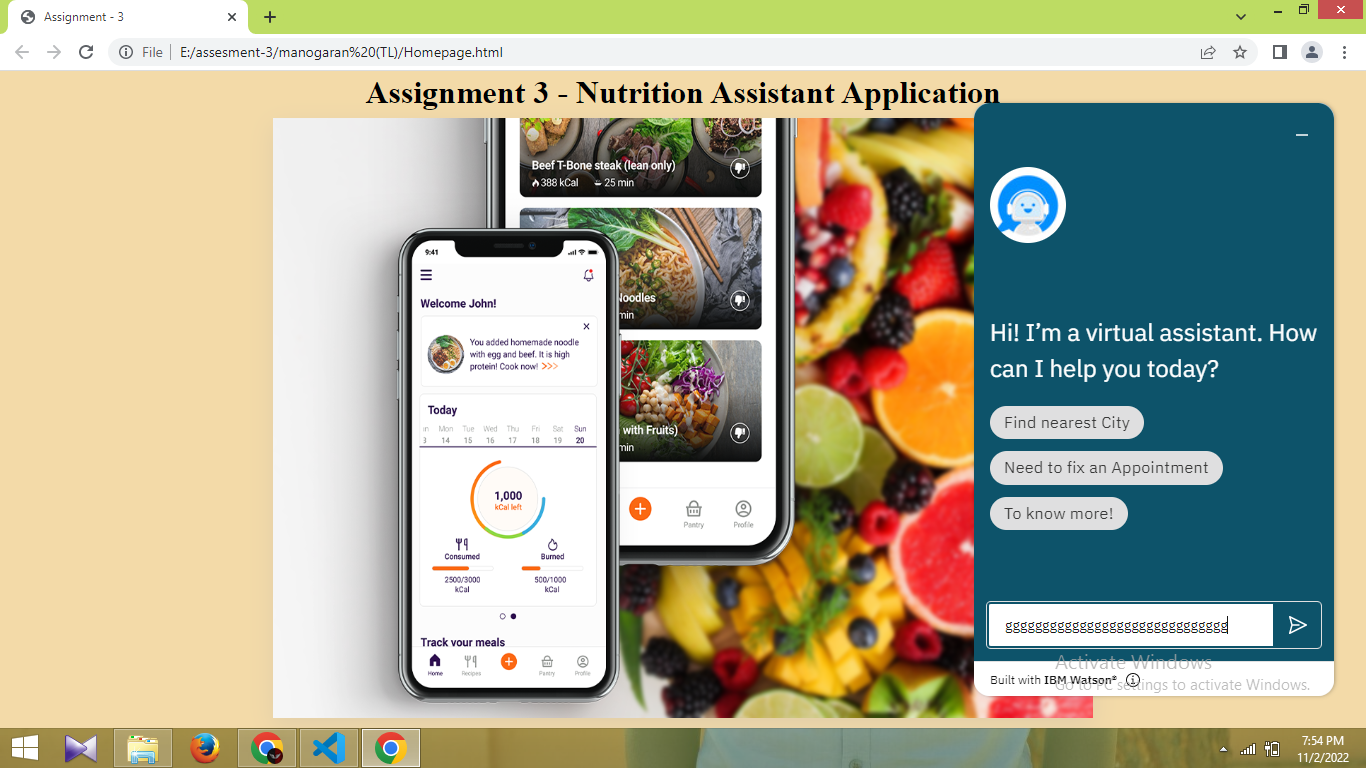 Assignment - 3
File
E:/assesment-3/manogaran%20(TL)/Homepage.html
Assignment 3 - Nutrition Assistant Application
Beef T-Bone steak (lean only)
388 kCal 25 min
Noodles
min
with Fruits)
min
Pantry Profile
9:41
Welcome John!
You added homemade noodle
with egg and beef. It is high
protein! Cook now! >>>
Today
Mon Tue Wed Thu Fri Sat Sun
3 14 15 16 17 18 19 20
1,000
kCal left
Consumed Burned
2500/3000 500/1000
kCal kCal
Track your meals
Home Recipes Pantry Profile
Hi! I’m a virtual assistant. How
can I help you today?
Find nearest City
Need to fix an Appointment
To know more!
gggggggggggggggggggggggggggggg
Activate Windows
Built with IBM Watson®
Go to PC settings to activate Windows.
7:54 PM
11/2/2022